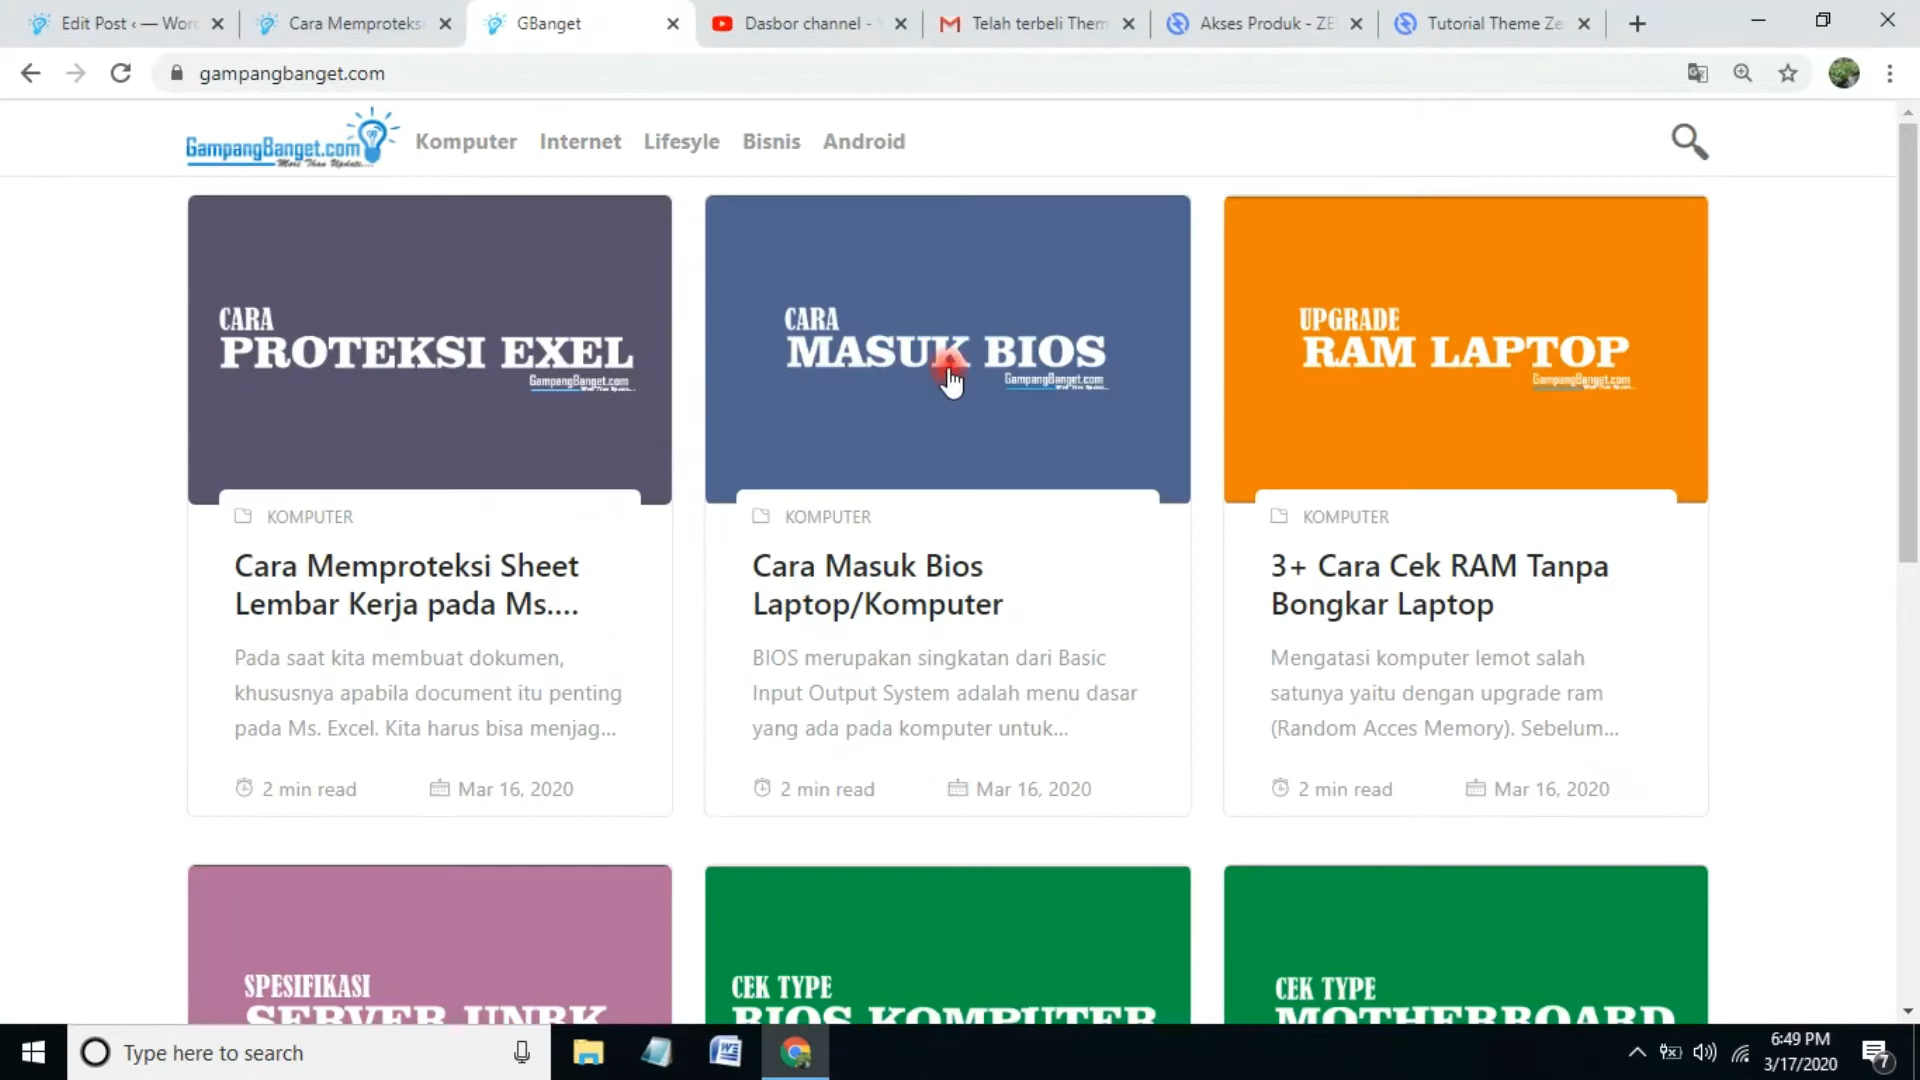 Edit Post ‹ — Word
Cara Memproteksi
GBanget
Dasbor channel -
Telah terbeli Them
Akses Produk - ZE
Tutorial Theme Ze
gampangbanget.com
GampangBanget.com
More Than Update...
Komputer
Internet
Lifesyle
Bisnis
Android
CARA
PROTEKSI EXEL
GampangBanget.com
CARA
MASUK BIOS
GampangBanget.com
UPGRADE
RAM LAPTOP
GampangBanget.com
KOMPUTER
Cara Memproteksi Sheet
Lembar Kerja pada Ms....
Pada saat kita membuat dokumen,
khususnya apabila document itu penting
pada Ms. Excel. Kita harus bisa menjag...
2 min read
Mar 16, 2020
KOMPUTER
Cara Masuk Bios
Laptop/Komputer
BIOS merupakan singkatan dari Basic
Input Output System adalah menu dasar
yang ada pada komputer untuk...
2 min read
Mar 16, 2020
KOMPUTER
3+ Cara Cek RAM Tanpa
Bongkar Laptop
Mengatasi komputer lemot salah
satunya yaitu dengan upgrade ram
(Random Acces Memory). Sebelum...
2 min read
Mar 16, 2020
SPESIFIKASI
SERVER UNBK
CEK TYPE
BIOS KOMPUTER
CEK TYPE
MOTHERBOARD
Type here to search
6:49 PM
3/17/2020
7